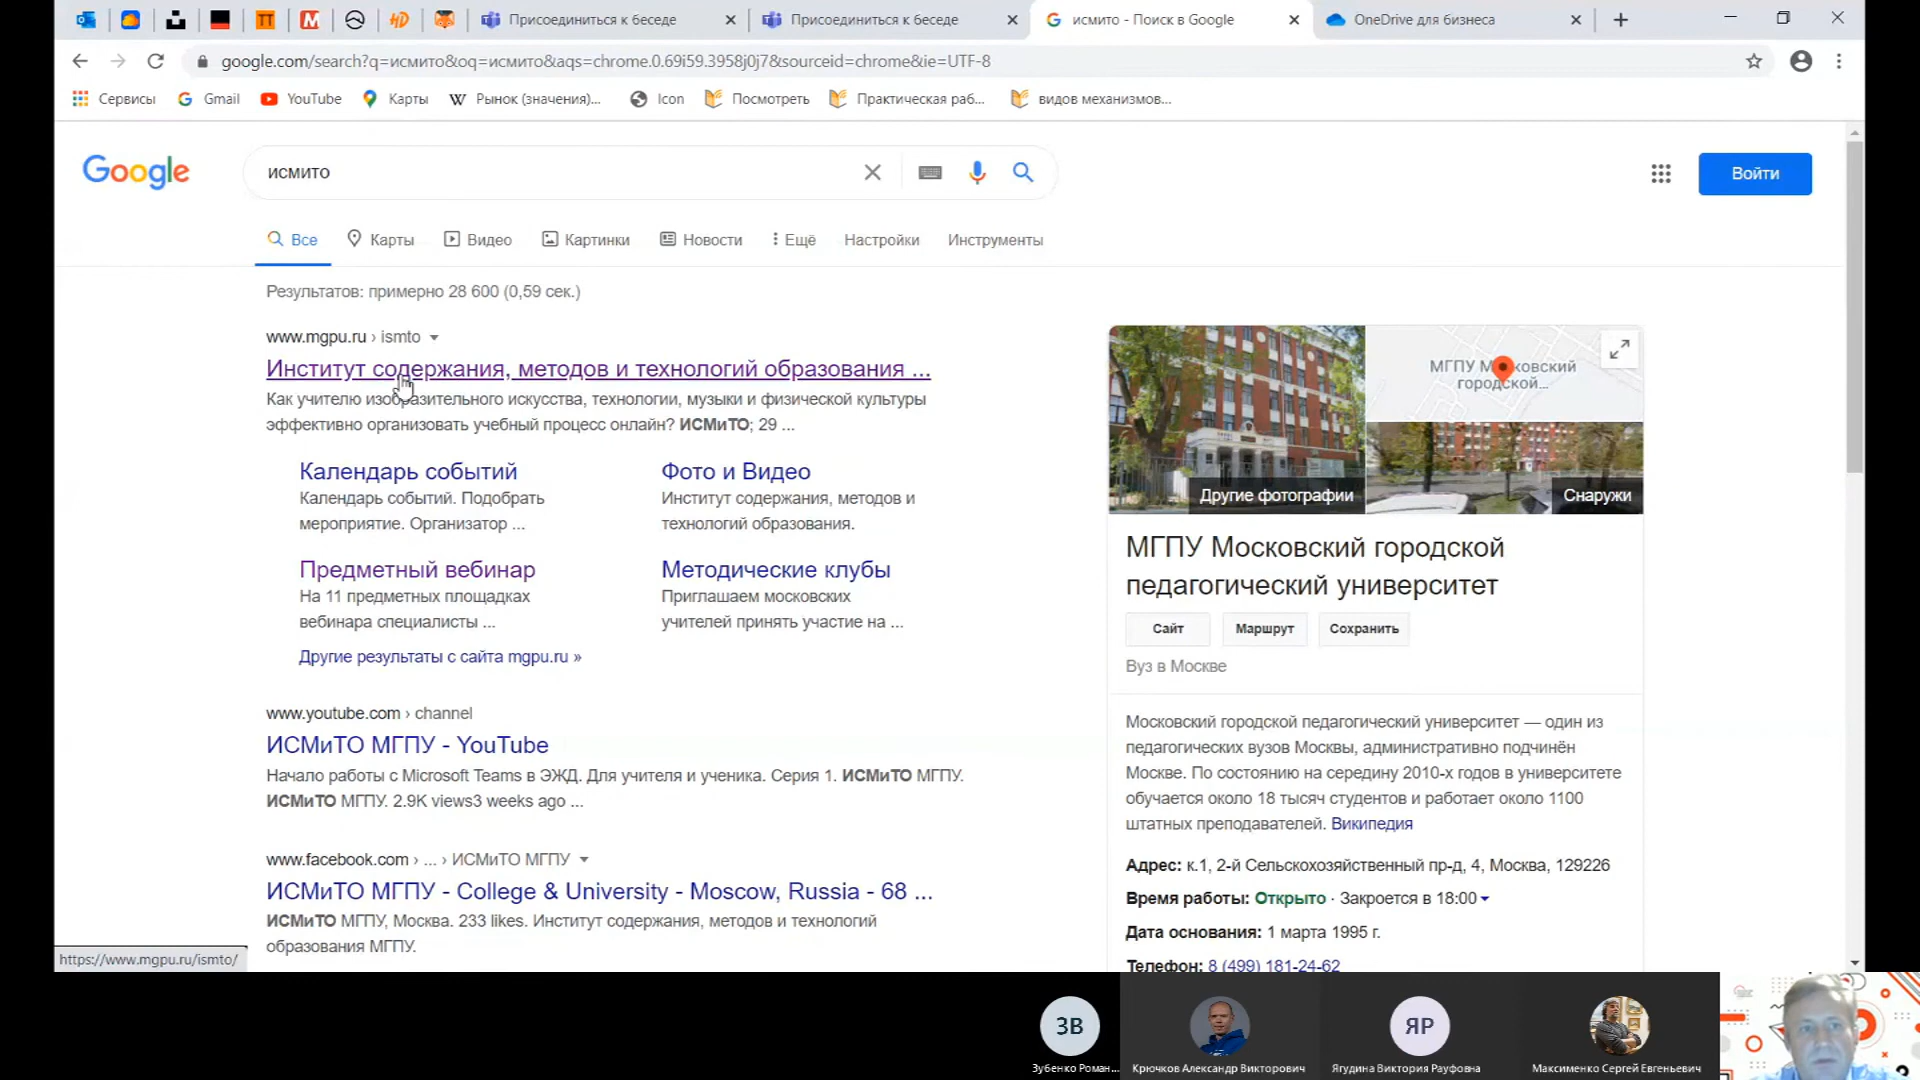 Присоединиться к беседе
Присоединиться к беседе
исмито - Поиск в Google
OneDrive для бизнеса
google.com/search?q=исмито&oq=исмито&aqs=chrome.0.69i59.3958j0j7&sourceid=chrome&ie=UTF-8
Сервисы
Gmail
YouTube
Карты
Рынок (значения)...
Icon
Посмотреть
Практическая раб...
видов механизмов...
Google
исмито
Войти
Все
Карты
Видео
Картинки
Новости
Ещё
Настройки
Инструменты
Результатов: примерно 28 600 (0,59 сек.)
www.mgpu.ru › ismto
Институт содержания, методов и технологий образования ...
Как учителю изобразительного искусства, технологии, музыки и физической культуры
эффективно организовать учебный процесс онлайн? ИСМиТО; 29 ...
Календарь событий
Календарь событий. Подобрать
мероприятие. Организатор ...
Фото и Видео
Институт содержания, методов и
технологий образования.
Предметный вебинар
На 11 предметных площадках
вебинара специалисты ...
Методические клубы
Приглашаем московских
учителей принять участие на ...
Другие результаты с сайта mgpu.ru »
www.youtube.com › channel
ИСМиТО МГПУ - YouTube
Начало работы с Microsoft Teams в ЭЖД. Для учителя и ученика. Серия 1. ИСМиТО МГПУ.
ИСМиТО МГПУ. 2.9K views3 weeks ago ...
www.facebook.com › ... › ИСМиТО МГПУ
ИСМиТО МГПУ - College & University - Moscow, Russia - 68 ...
ИСМиТО МГПУ, Москва. 233 likes. Институт содержания, методов и технологий
образования МГПУ.
https://www.mgpu.ru/ismto/
МГПУ Московский
городской...
Другие фотографии
Снаружи
МГПУ Московский городской
педагогический университет
Сайт
Маршрут
Сохранить
Вуз в Москве
Московский городской педагогический университет — один из
педагогических вузов Москвы, административно подчинён
Москве. По состоянию на середину 2010-х годов в университете
обучается около 18 тысяч студентов и работает около 1100
штатных преподавателей. Википедия
Адрес: к.1, 2-й Сельскохозяйственный пр-д, 4, Москва, 129226
Время работы: Открыто · Закроется в 18:00
Дата основания: 1 марта 1995 г.
Телефон: 8 (499) 181-24-62
ЗВ
ЯР
Зубенко Роман...
Крючков Александр Викторович
Ягудина Виктория Рауфовна
Максименко Сергей Евгеньевич